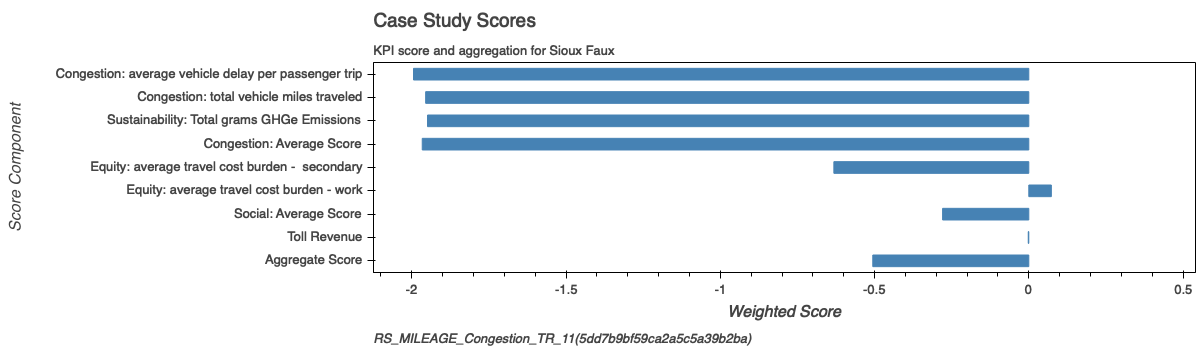 Case Study Scores
KPI score and aggregation for Sioux Faux
Score Component
Congestion: average vehicle delay per passenger trip
Congestion: total vehicle miles traveled
Sustainability: Total grams GHGe Emissions
Congestion: Average Score
Equity: average travel cost burden -  secondary
Equity: average travel cost burden - work
Social: Average Score
Toll Revenue
Aggregate Score
-2 -1.5 -1 -0.5 0 0.5
Weighted Score
RS_MILEAGE_Congestion_TR_11(5dd7b9bf59ca2a5c5a39b2ba)